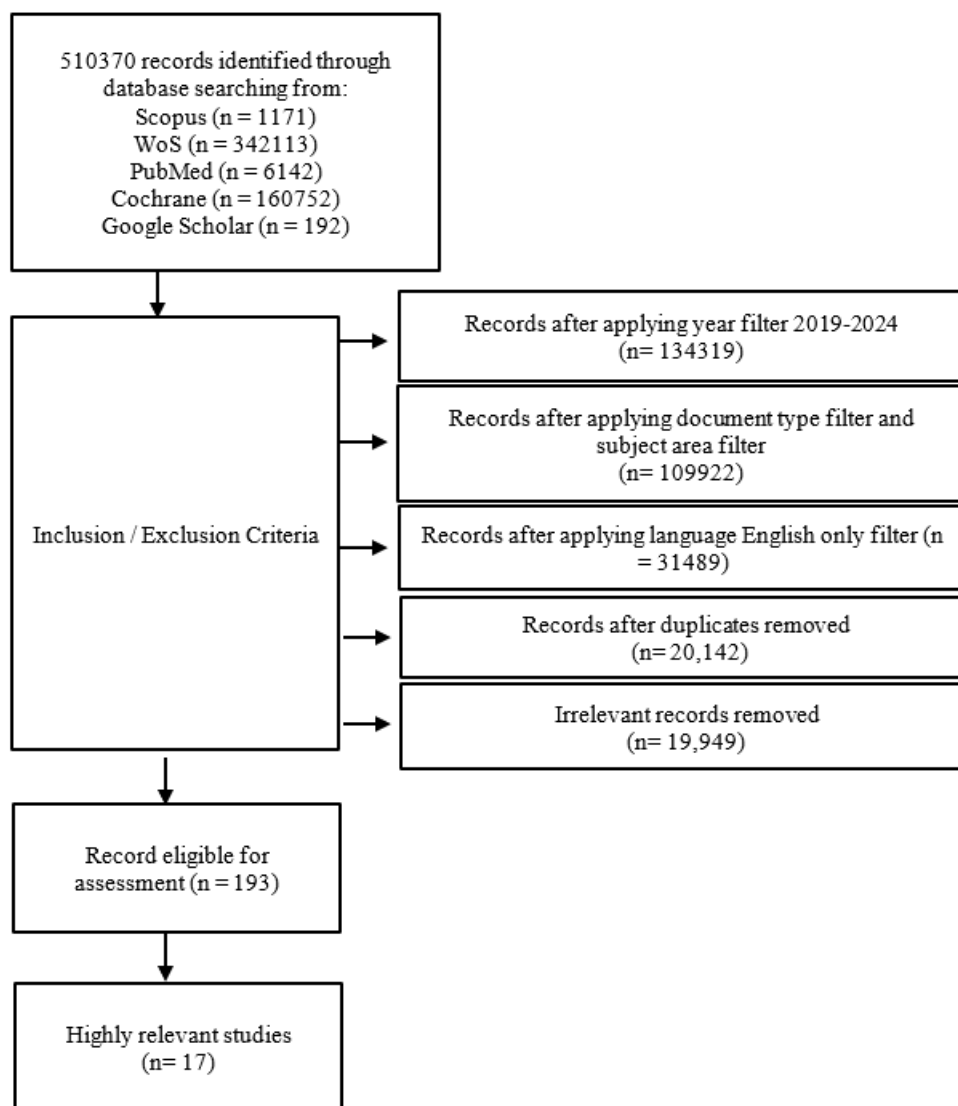 510370 records identified through
database searching from:
Scopus (n = 1171)
WoS (n = 342113)
PubMed (n = 6142)
Cochrane (n = 160752)
Google Scholar (n = 192)
Records after applying year filter 2019-2024
(n= 134319)
Records after applying document type filter and
subject area filter
(n= 109922)
Inclusion / Exclusion Criteria
Records after applying language English only filter (n
= 31489)
Records after duplicates removed
(n= 20,142)
Irrelevant records removed
(n= 19,949)
Record eligible for
assessment (n = 193)
Highly relevant studies
(n= 17)